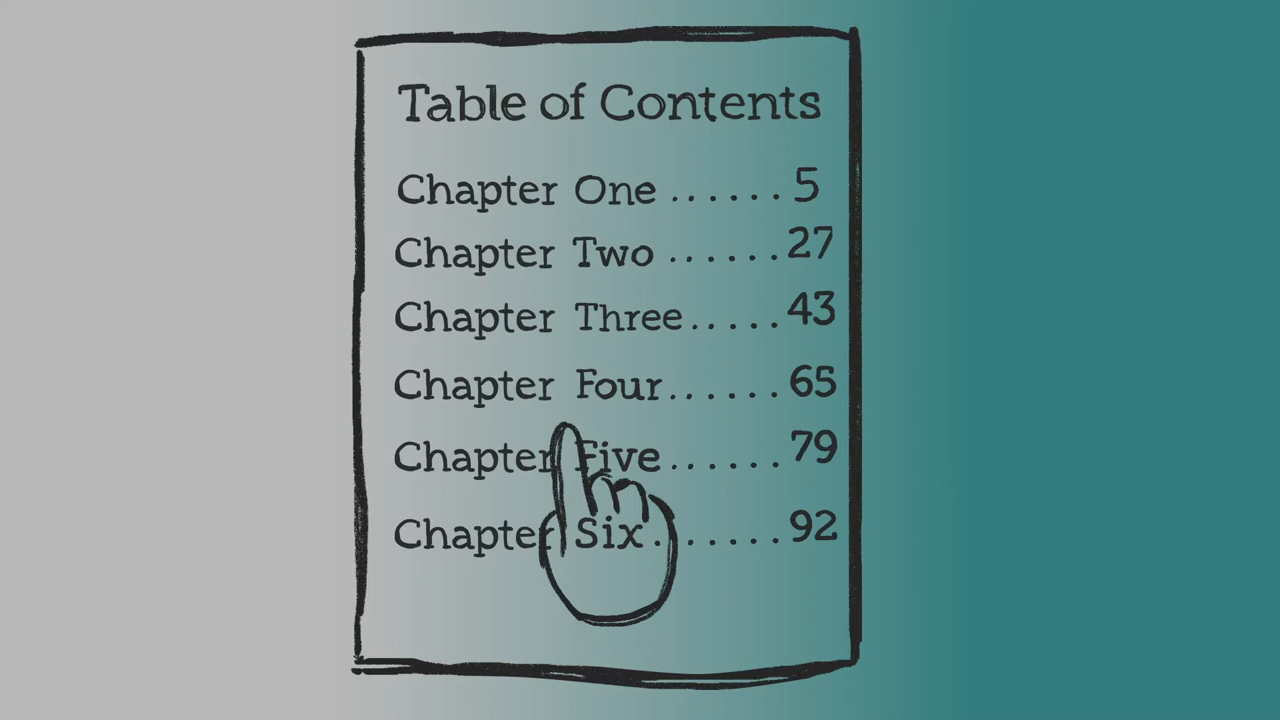 Table of Contents
Chapter One ...... 5
Chapter Two ...... 27
Chapter Three ..... 43
Chapter Four ...... 65
Chapter Five ...... 79
Chapter Six ...... 92